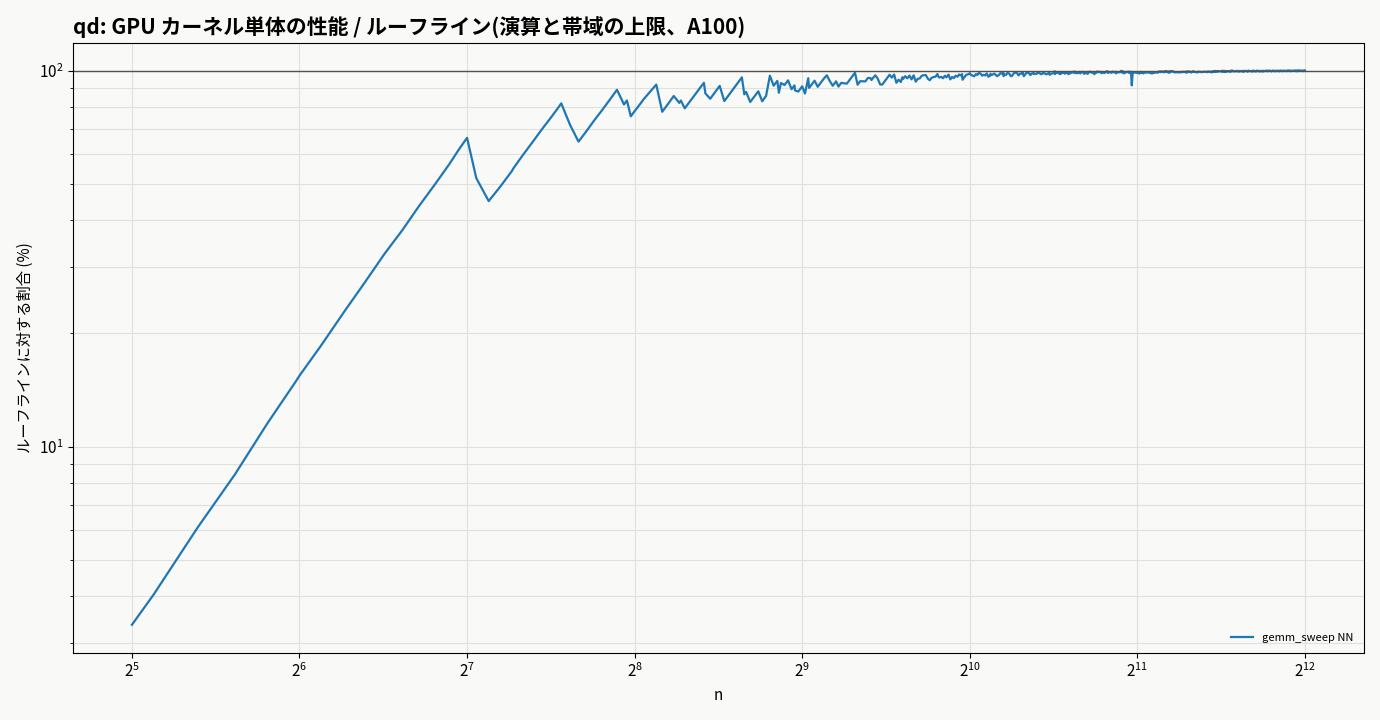 qd: GPU カーネル単体の性能 / ルーフライン(演算と帯域の上限、A100)
ルーフラインに対する割合 (%)
10²
10¹
gemm_sweep NN
2⁵ 2⁶ 2⁷ 2⁸ 2⁹ 2¹⁰ 2¹¹ 2¹²
n